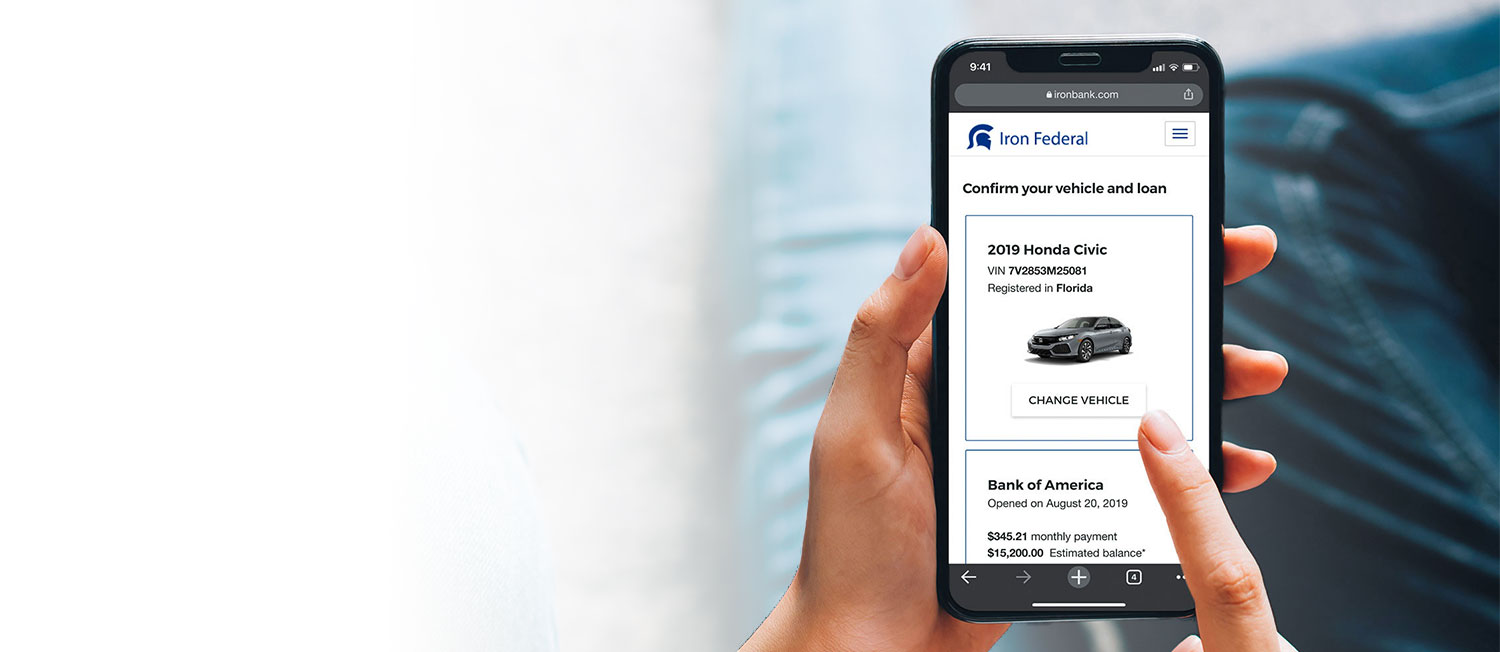 9:41
ironbank.com
Iron Federal
Confirm your vehicle and loan
2019 Honda Civic
VIN 7V2853M25081
Registered in Florida
CHANGE VEHICLE
Bank of America
Opened on August 20, 2019
$345.21 monthly payment
$15,200.00 Estimated balance*
4